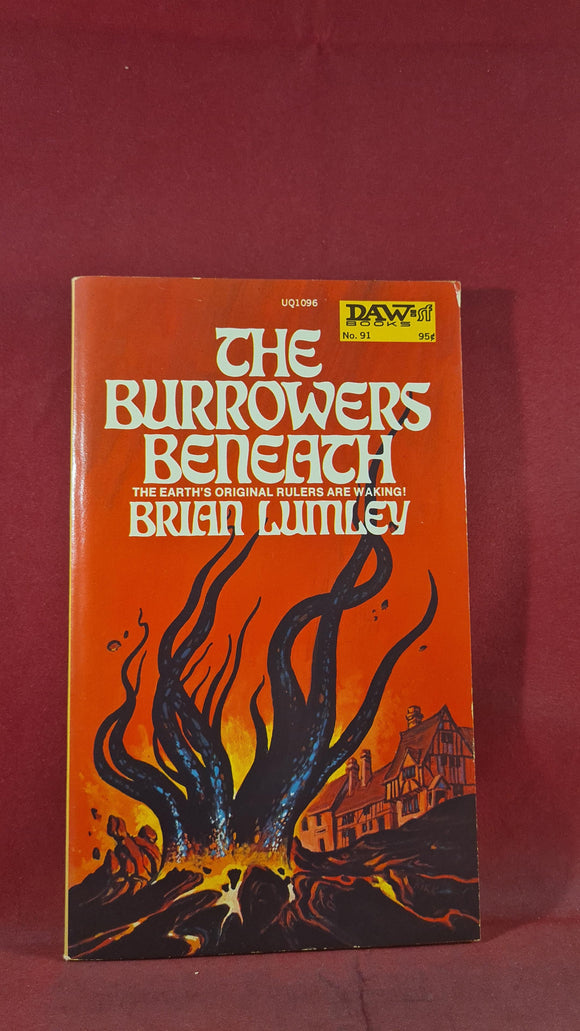 UQ1096
DAW=sf
BOOKS
No. 91 95¢
THE
BURROWERS
BENEATH
THE EARTH'S ORIGINAL RULERS ARE WAKING!
BRIAN LUMLEY